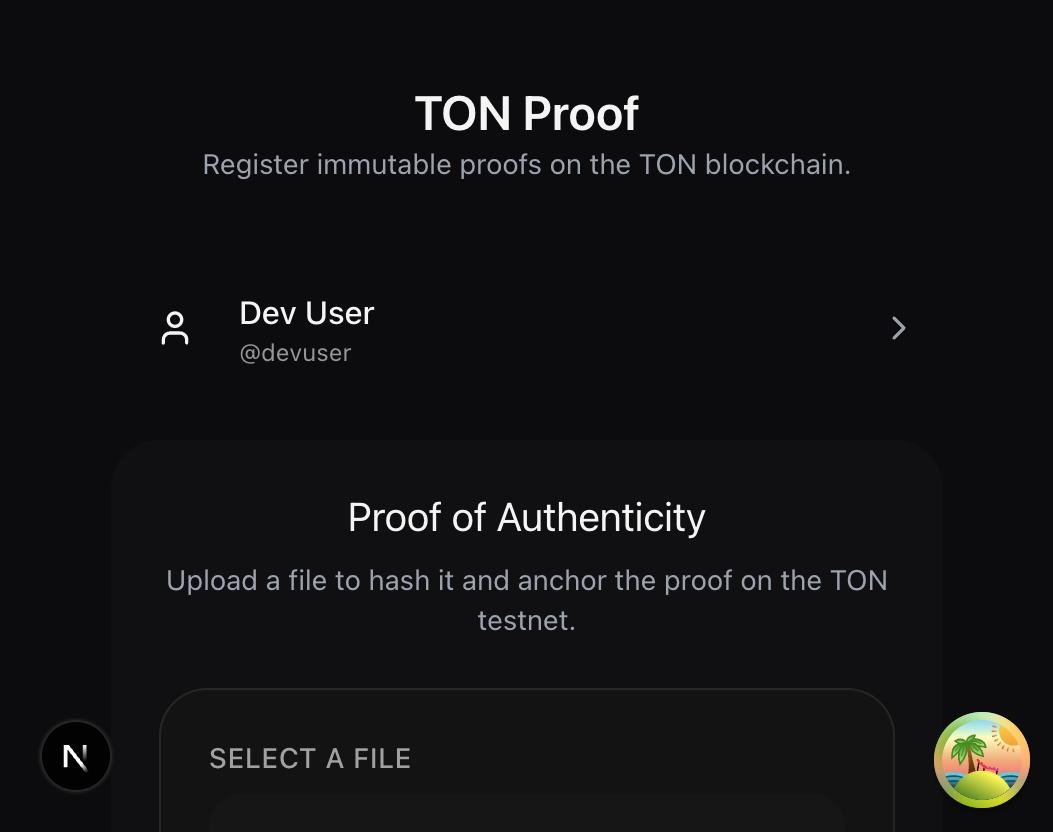 TON Proof
Register immutable proofs on the TON blockchain.
Dev User
@devuser
Proof of Authenticity
Upload a file to hash it and anchor the proof on the TON
testnet.
SELECT A FILE
N